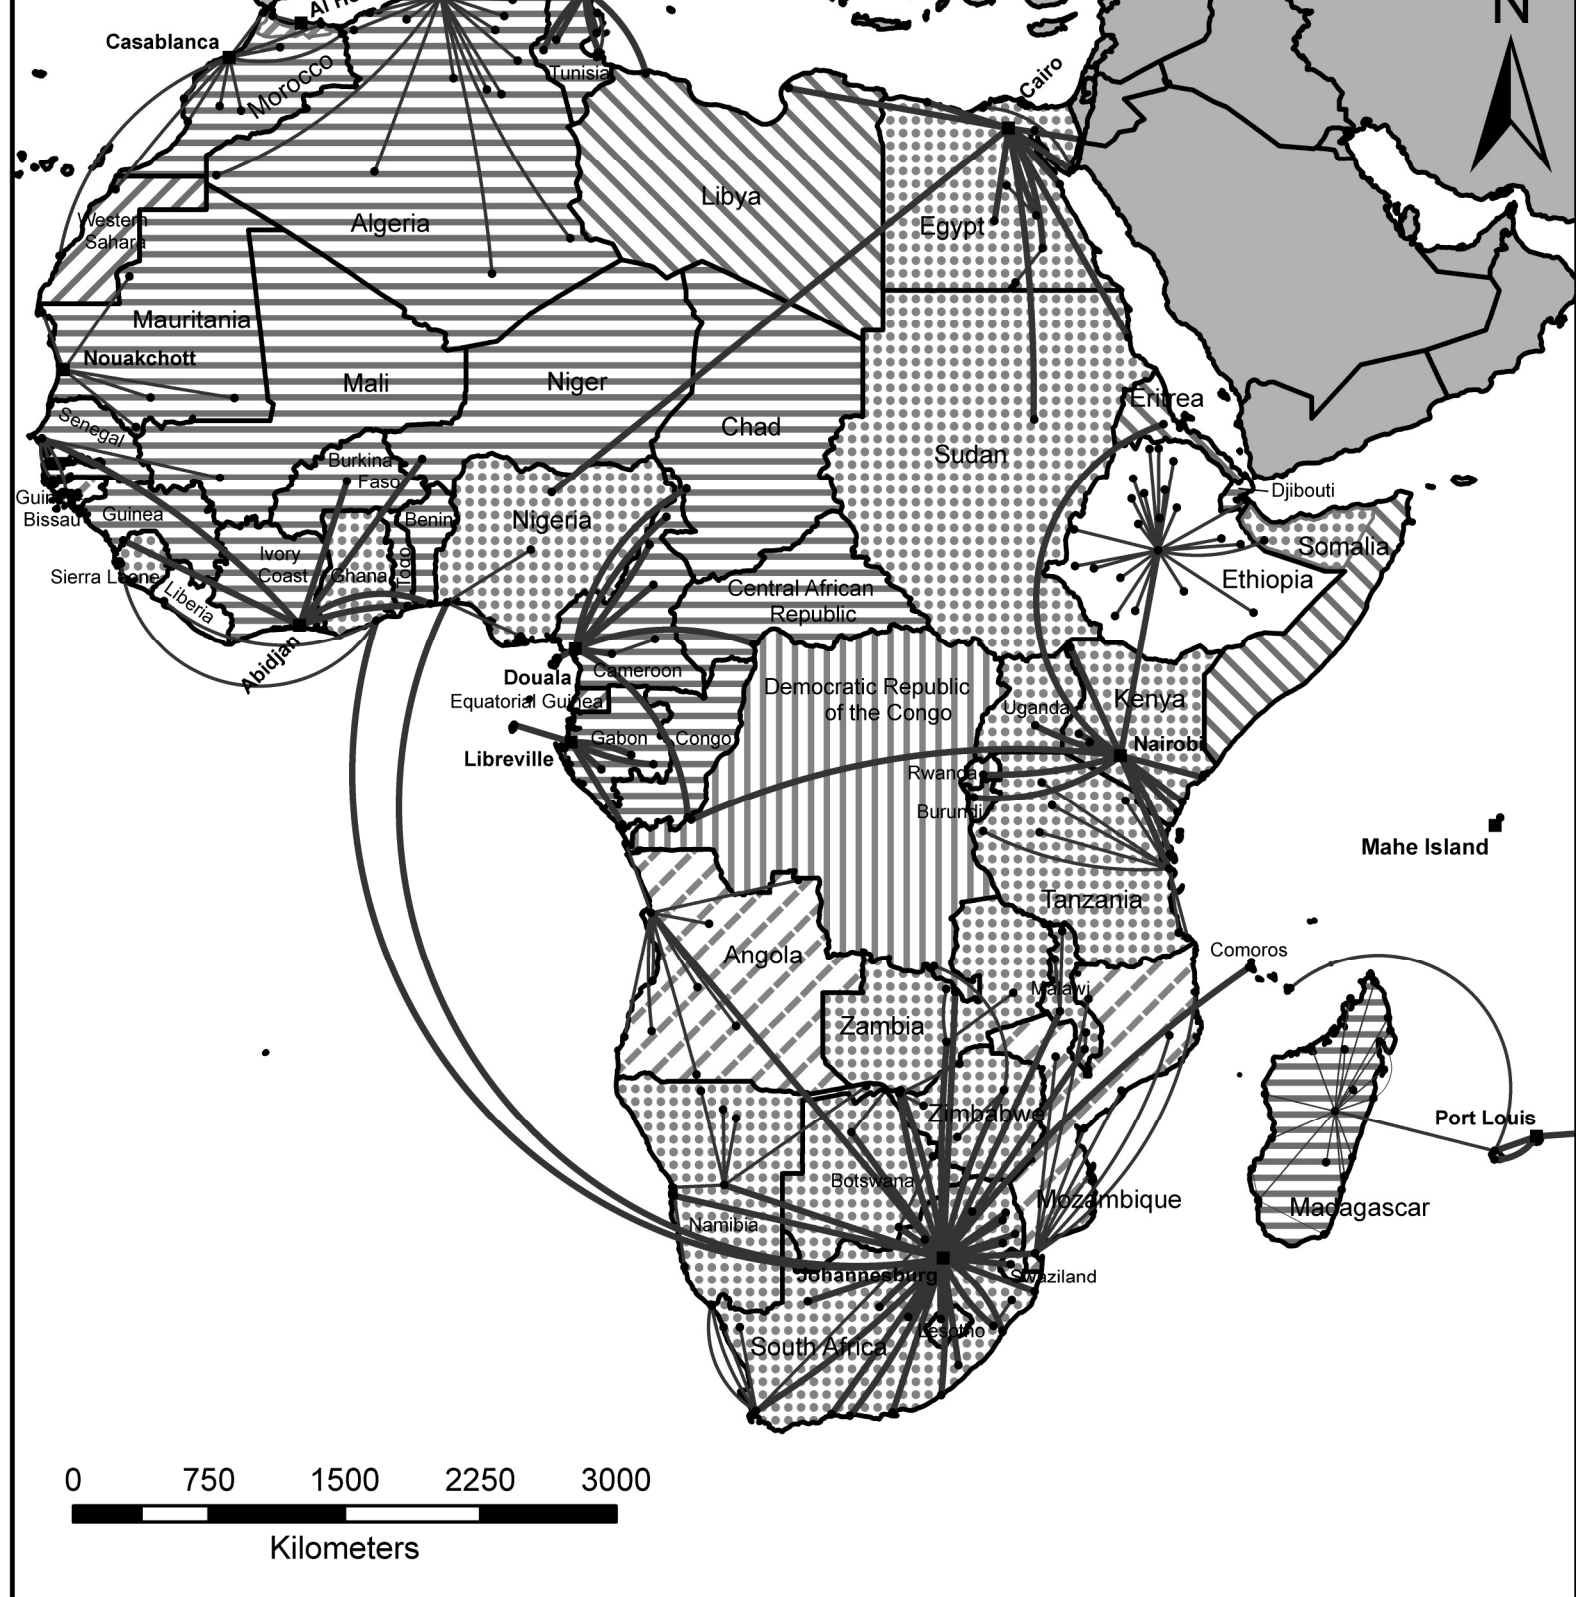 N
Al
Casablanca
Cairo
Tunisia
Morocco
Libya
Western
Sahara
Algeria
Egypt
Mauritania
Nouakchott
Mali
Niger
Eritrea
Senegal
Chad
Sudan
Burkina
Faso
Djibouti
Bissau
Guinea
Benin
Nigeria
Somalia
Ivory
Coast
Ghana
Togo
Sierra Leone
Liberia
Central African
Republic
Ethiopia
Abidjan
Douala
Cameroon
Equatorial Guinea
Democratic Republic
of the Congo
Uganda
Kenya
Gabon
Congo
Libreville
Nairobi
Rwanda
Burundi
Mahe Island
Tanzania
Angola
Comoros
Malawi
Zambia
Zimbabwe
Port Louis
Botswana
Mozambique
Madagascar
Namibia
Johannesburg
Swaziland
Lesotho
South Africa
0 750 1500 2250 3000
Kilometers